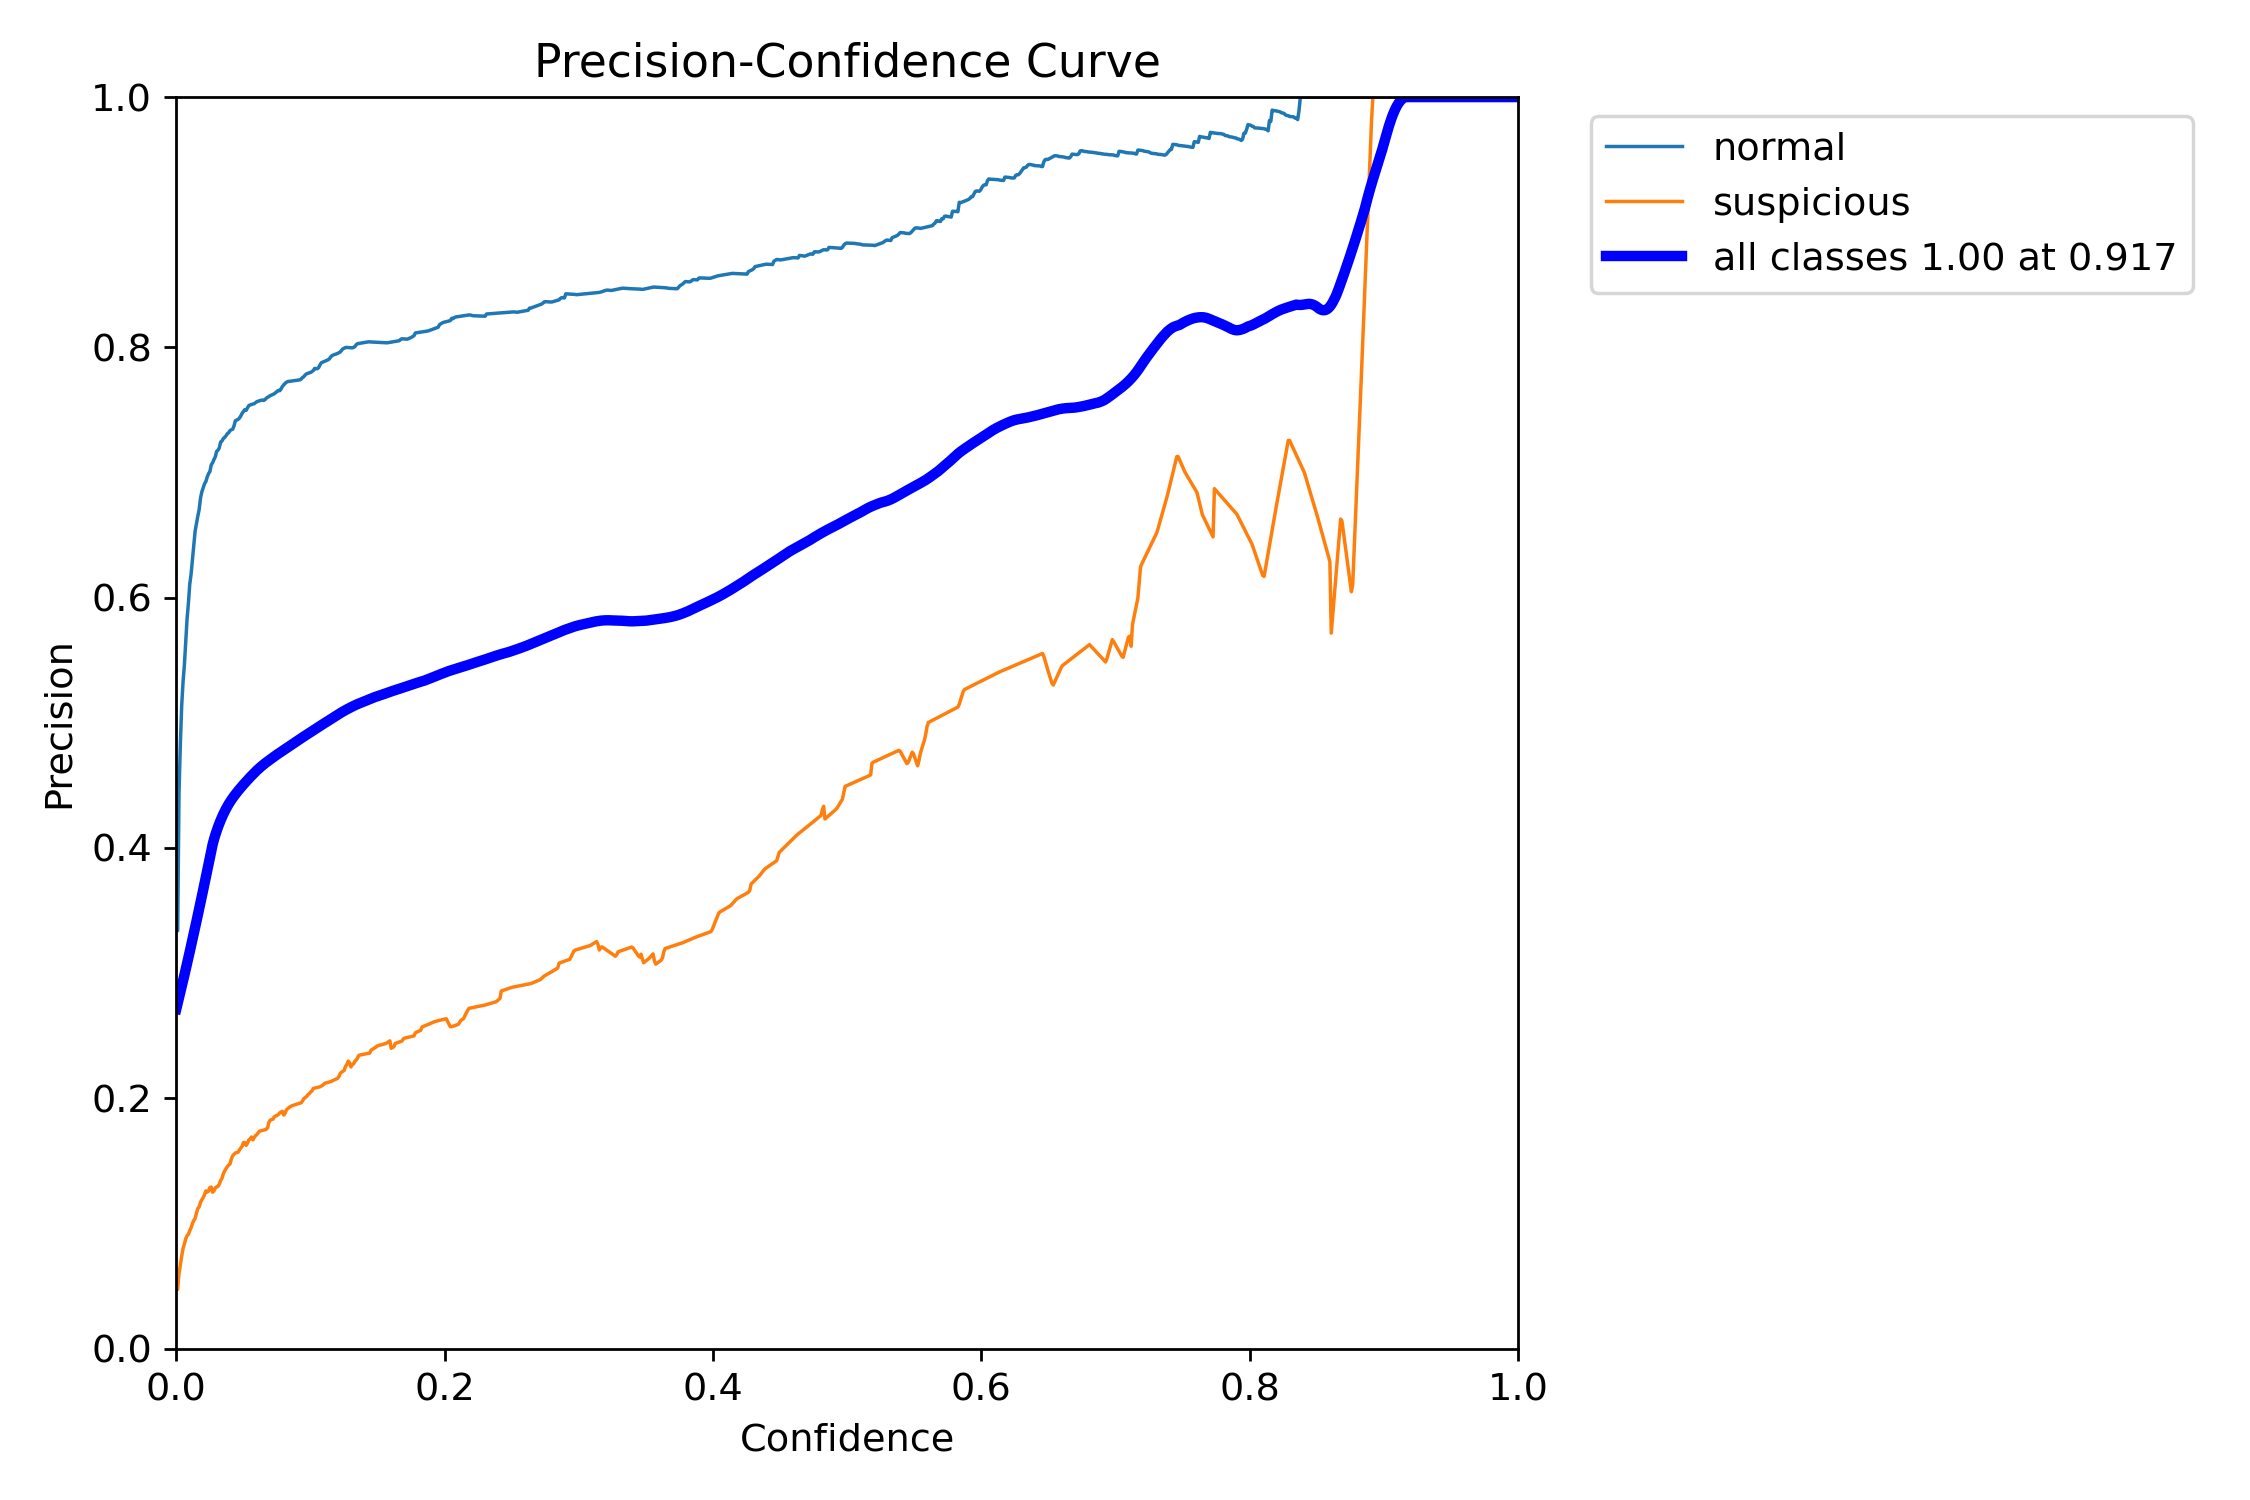 Precision-Confidence Curve
1.0
0.8
0.6
0.4
0.2
0.0
Precision
0.0 0.2 0.4 0.6 0.8 1.0
Confidence
normal
suspicious
all classes 1.00 at 0.917